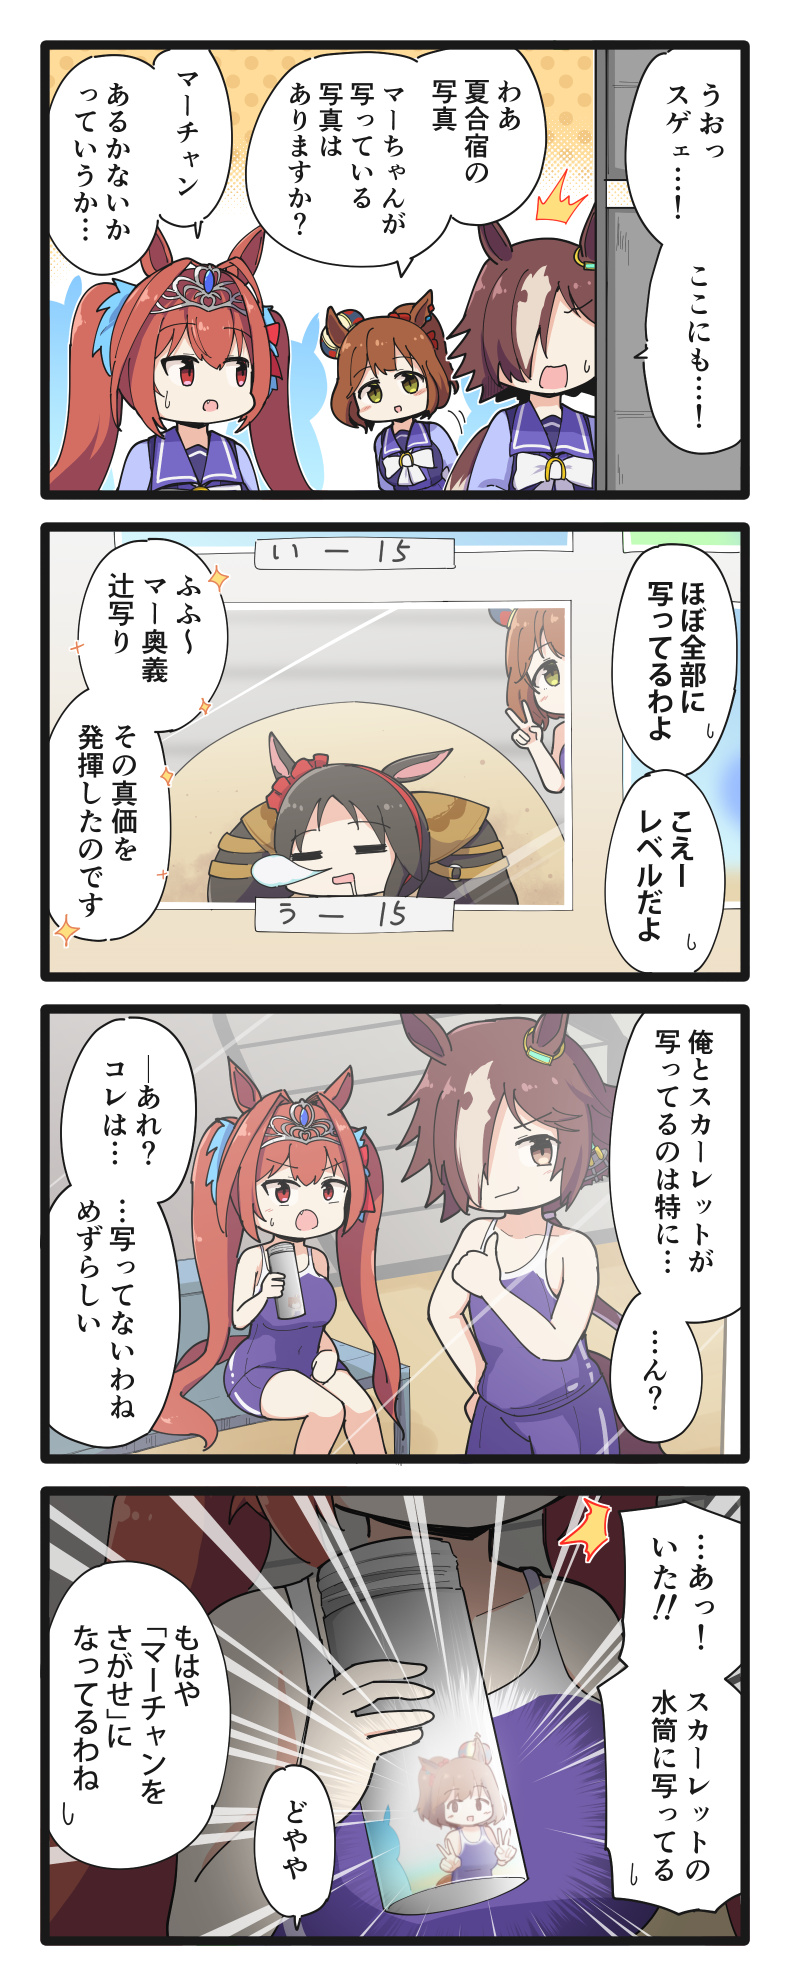 うおっ
スゲェ…!
ここにも…!
わあ
夏合宿の
写真
マーちゃんが
写っている
写真は
ありますか?
マーチャン
あるかないか
っていうか…
ほぼ全部に
写ってるわよ
こえー
レベルだよ
い－15
う－15
ふふ～
マー奥義
辻写り
その真価を
発揮したのです
俺とスカーレットが
写ってるのは特に…
…ん?
―あれ?
コレは…
…写ってないわね
めずらしい
…あっ!
いた!!
スカーレットの
水筒に写ってる
どやや
もはや
「マーチャンを
さがせ」に
なってるわね